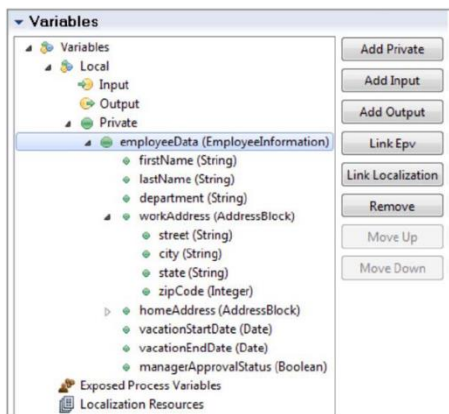 Variables
Variables
Local
Input
Output
Private
employeeData (EmployeeInformation)
firstName (String)
lastName (String)
department (String)
workAddress (AddressBlock)
street (String)
city (String)
state (String)
zipCode (Integer)
homeAddress (AddressBlock)
vacationStartDate (Date)
vacationEndDate (Date)
managerApprovalStatus (Boolean)
Exposed Process Variables
Localization Resources
Add Private
Add Input
Add Output
Link Epv
Link Localization
Remove
Move Up
Move Down